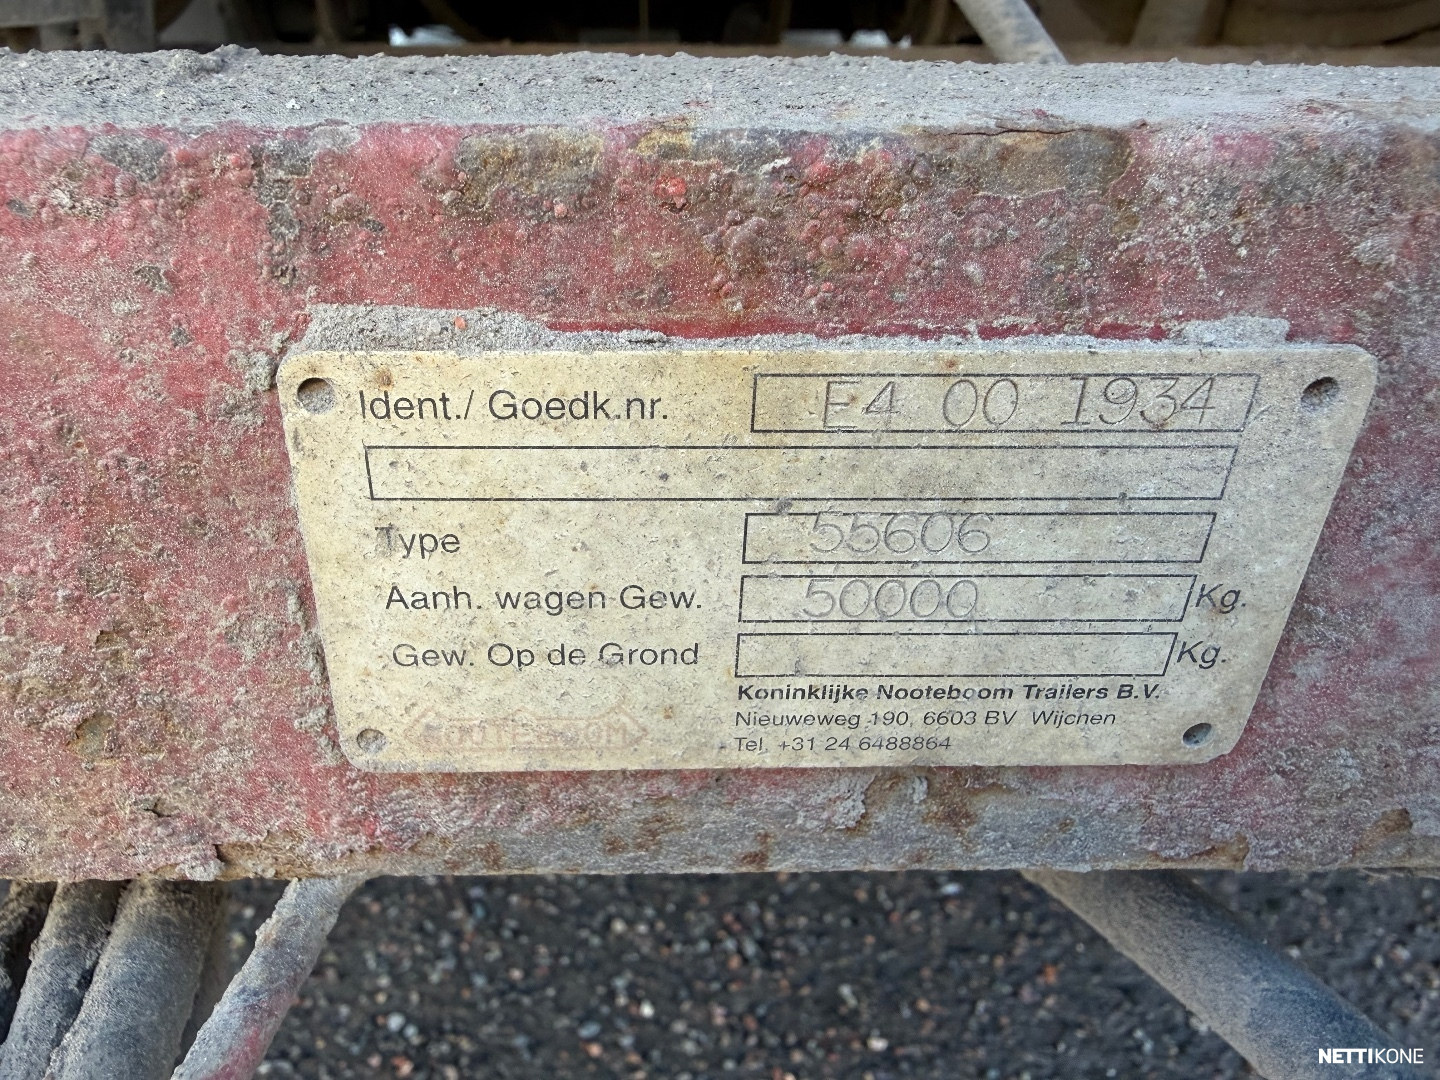 Ident./ Goedk.nr. E4 00 1934
Type 55606
Aanh. wagen Gew. 50000 Kg.
Gew. Op de Grond Kg.
Koninklijke Nooteboom Trailers B.V.
Nieuweweg 190, 6603 BV Wijchen
Tel. +31 24 6488864
NOOTEBOOM
NETTIKONE